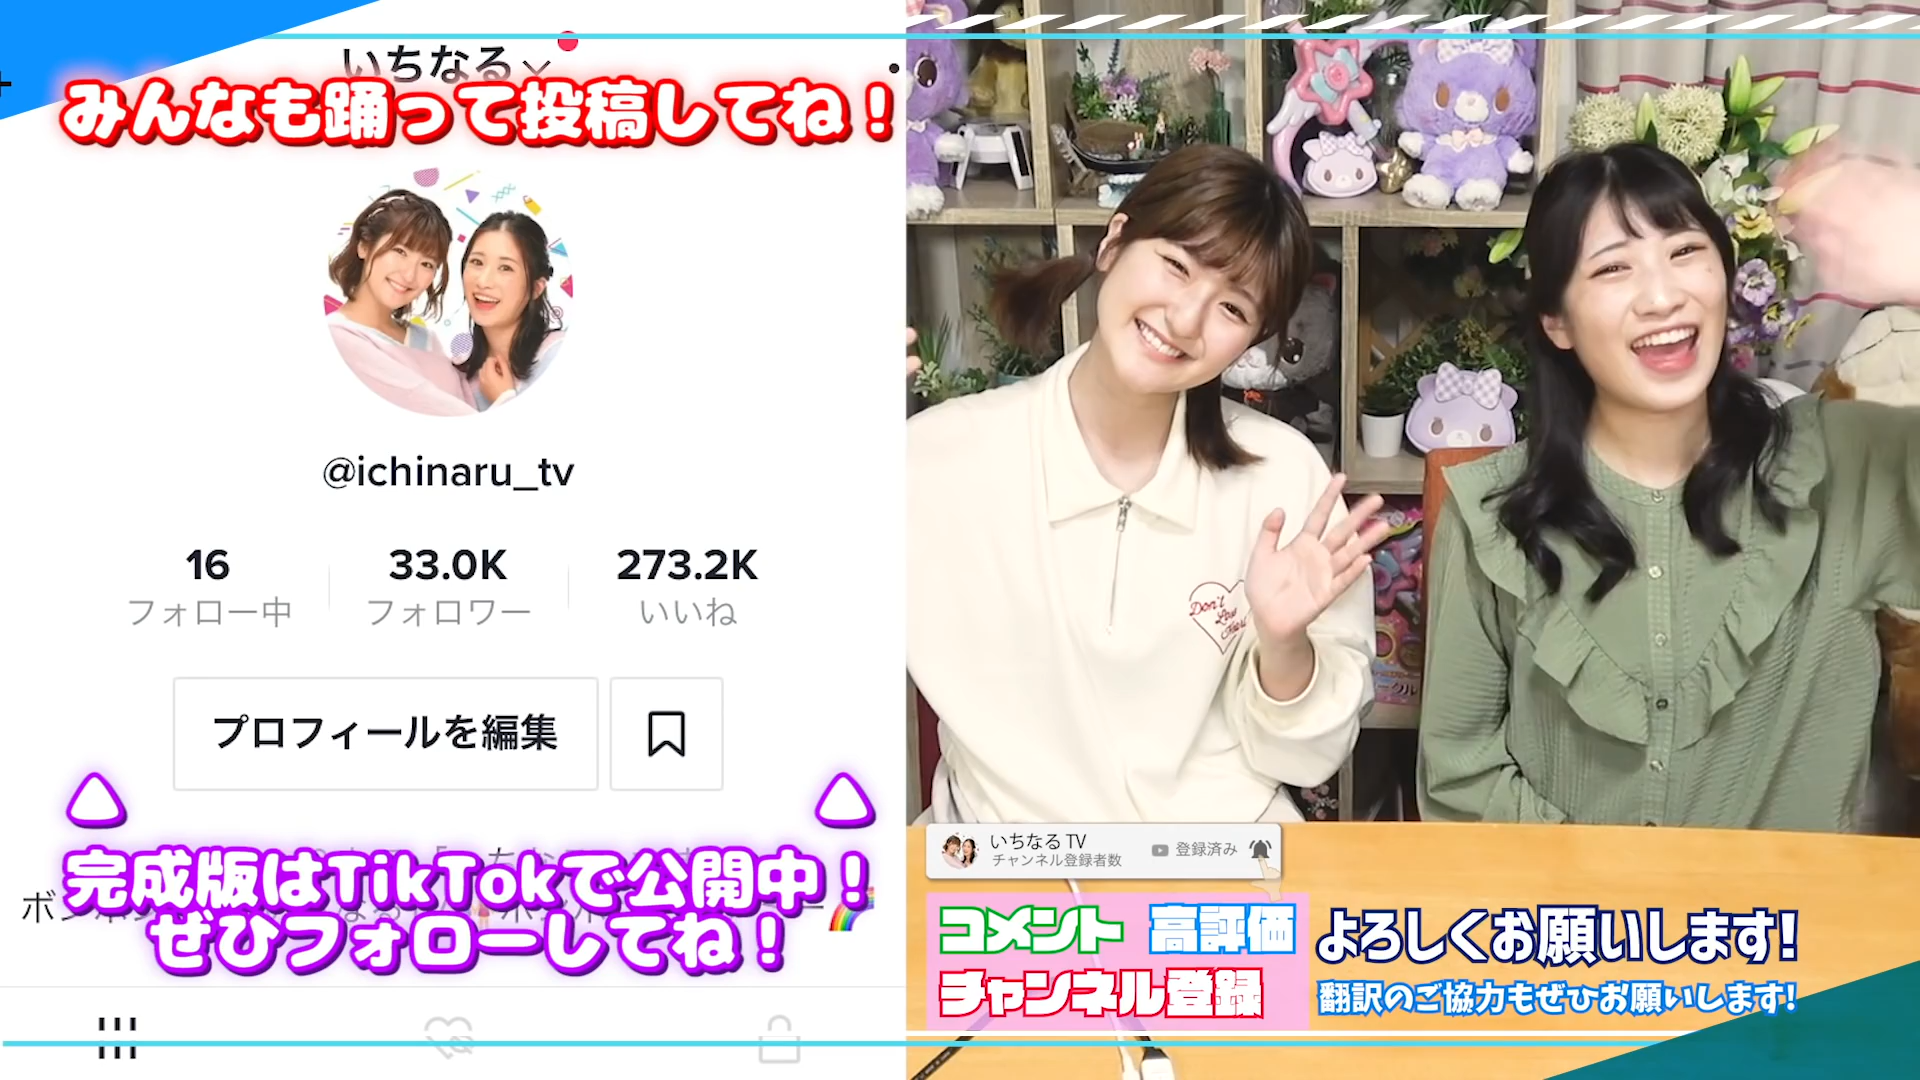 いちなる
みんなも踊って投稿してね！
@ichinaru_tv
16
フォロー中
33.0K
フォロワー
273.2K
いいね
プロフィールを編集
完成版はTikTokで公開中！
ぜひフォローしてね！
Don't
いちなる TV
チャンネル登録者数
登録済み
コメント 高評価
チャンネル登録
よろしくお願いします!
翻訳のご協力もぜひお願いします!